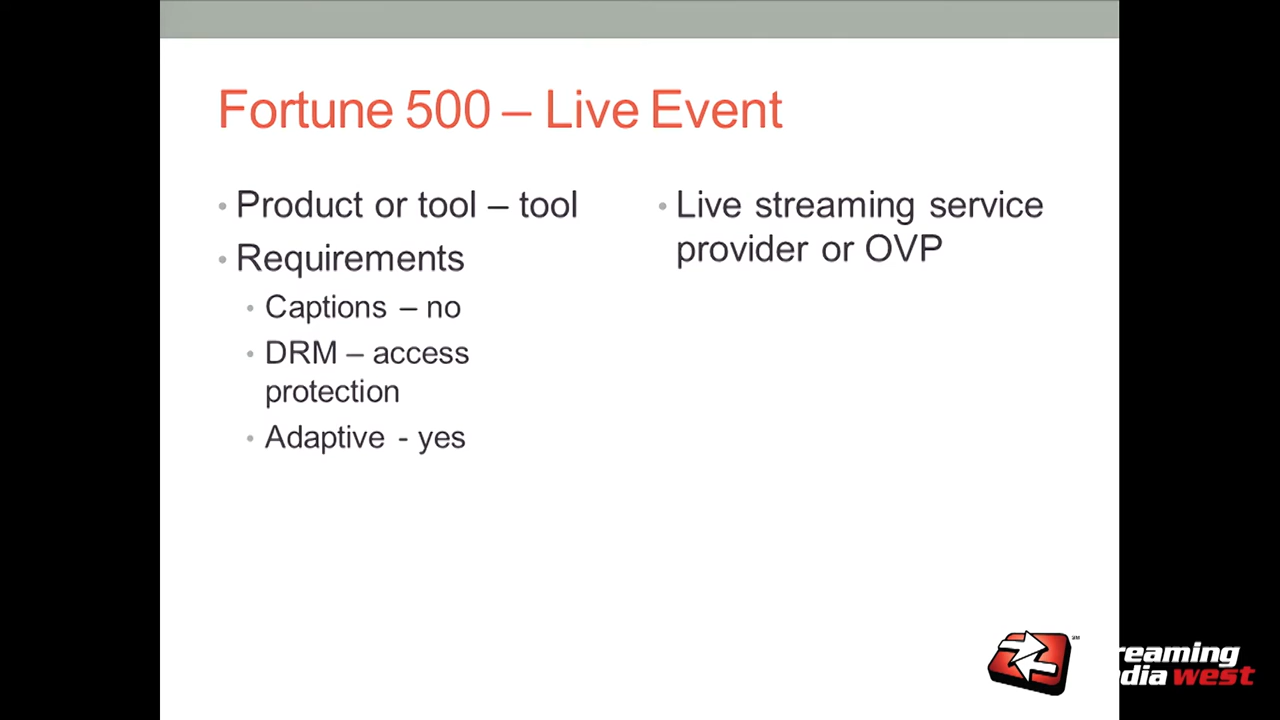 Fortune 500 – Live Event
• Product or tool – tool
• Requirements
• Captions – no
• DRM – access
protection
• Adaptive - yes
• Live streaming service
provider or OVP
SM
reaming
dia west